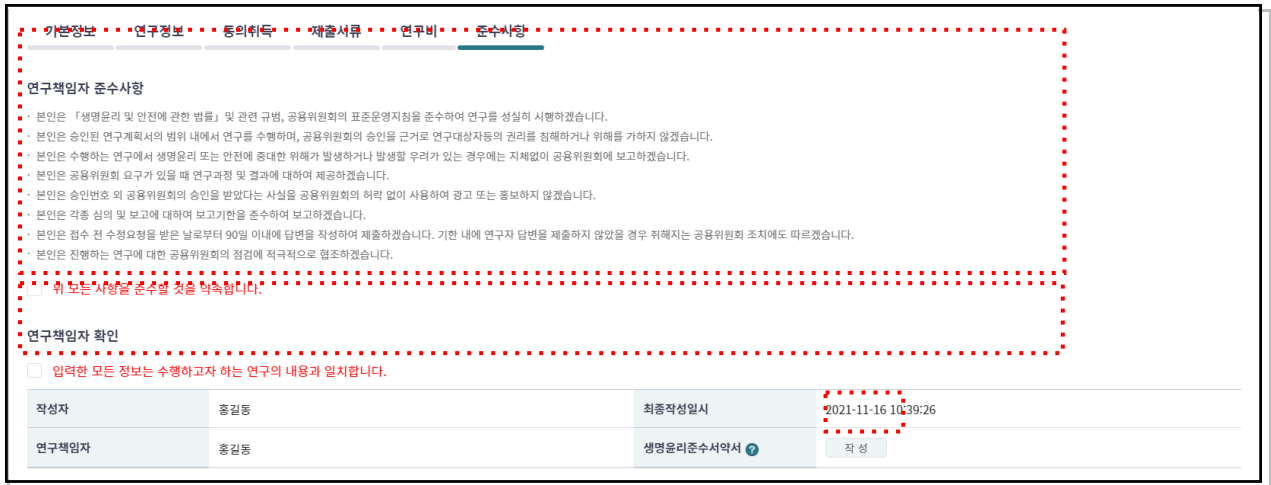 기본정보 연구정보 동의취득 제출서류 연구비 준수사항
연구책임자 준수사항
· 본인은 「생명윤리 및 안전에 관한 법률」및 관련 규범, 공용위원회의 표준운영지침을 준수하여 연구를 성실히 시행하겠습니다.
· 본인은 승인된 연구계획서의 범위 내에서 연구를 수행하며, 공용위원회의 승인을 근거로 연구대상자등의 권리를 침해하거나 위해를 가하지 않겠습니다.
· 본인은 수행하는 연구에서 생명윤리 또는 안전에 중대한 위해가 발생하거나 발생할 우려가 있는 경우에는 지체없이 공용위원회에 보고하겠습니다.
· 본인은 공용위원회 요구가 있을 때 연구과정 및 결과에 대하여 제공하겠습니다.
· 본인은 승인번호 외 공용위원회의 승인을 받았다는 사실을 공용위원회의 허락 없이 사용하여 광고 또는 홍보하지 않겠습니다.
· 본인은 각종 심의 및 보고에 대하여 보고기한을 준수하여 보고하겠습니다.
· 본인은 접수 전 수정요청을 받은 날로부터 90일 이내에 답변을 작성하여 제출하겠습니다. 기한 내에 연구자 답변을 제출하지 않았을 경우 취해지는 공용위원회 조치에도 따르겠습니다.
· 본인은 진행하는 연구에 대한 공용위원회의 점검에 적극적으로 협조하겠습니다.
위 모든 사항을 준수할 것을 약속합니다.
연구책임자 확인
입력한 모든 정보는 수행하고자 하는 연구의 내용과 일치합니다.
작성자 홍길동 최종작성일시 2021-11-16 10:39:26
연구책임자 홍길동 생명윤리준수서약서 ? 작 성